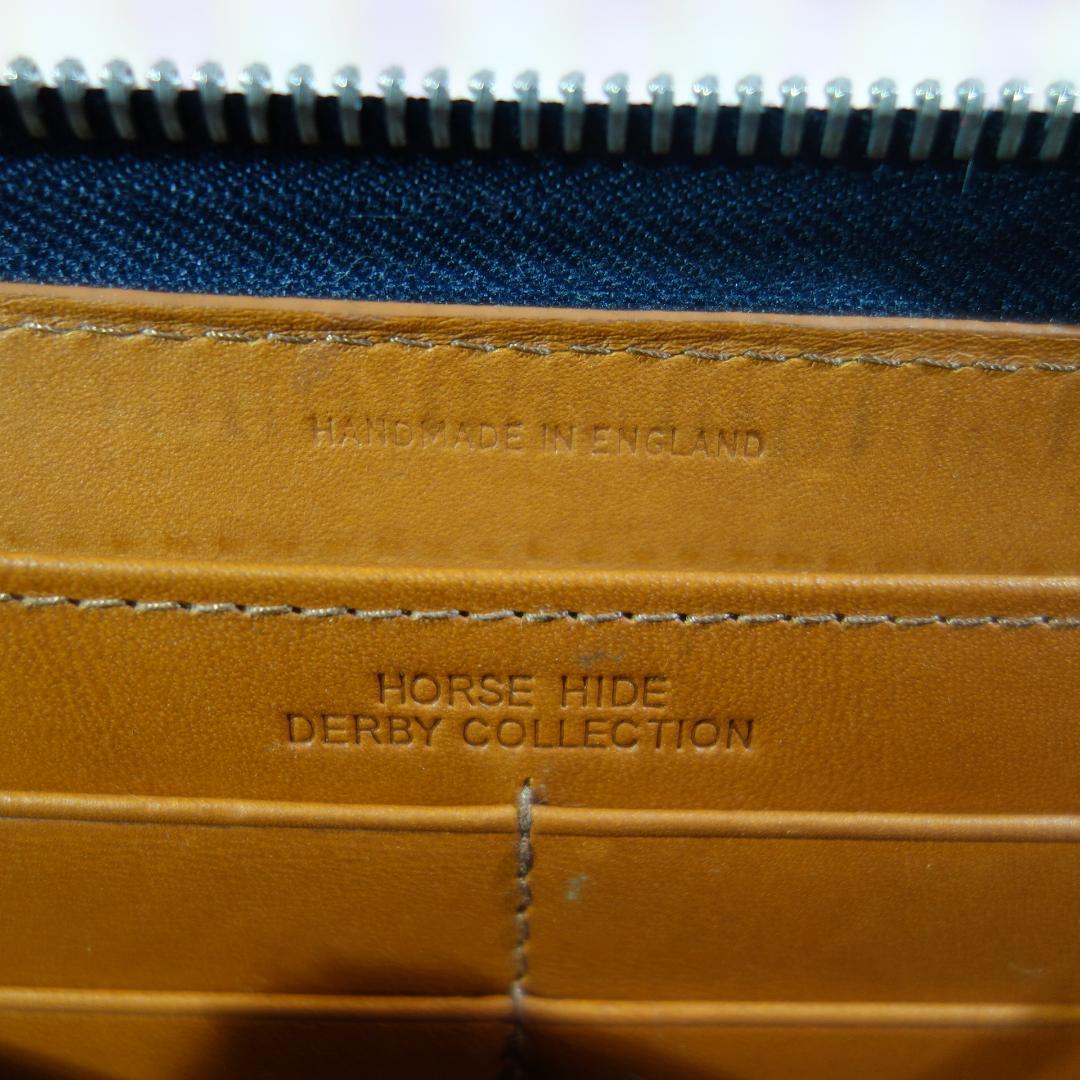 HANDMADE IN ENGLAND
HORSE HIDE
DERBY COLLECTION